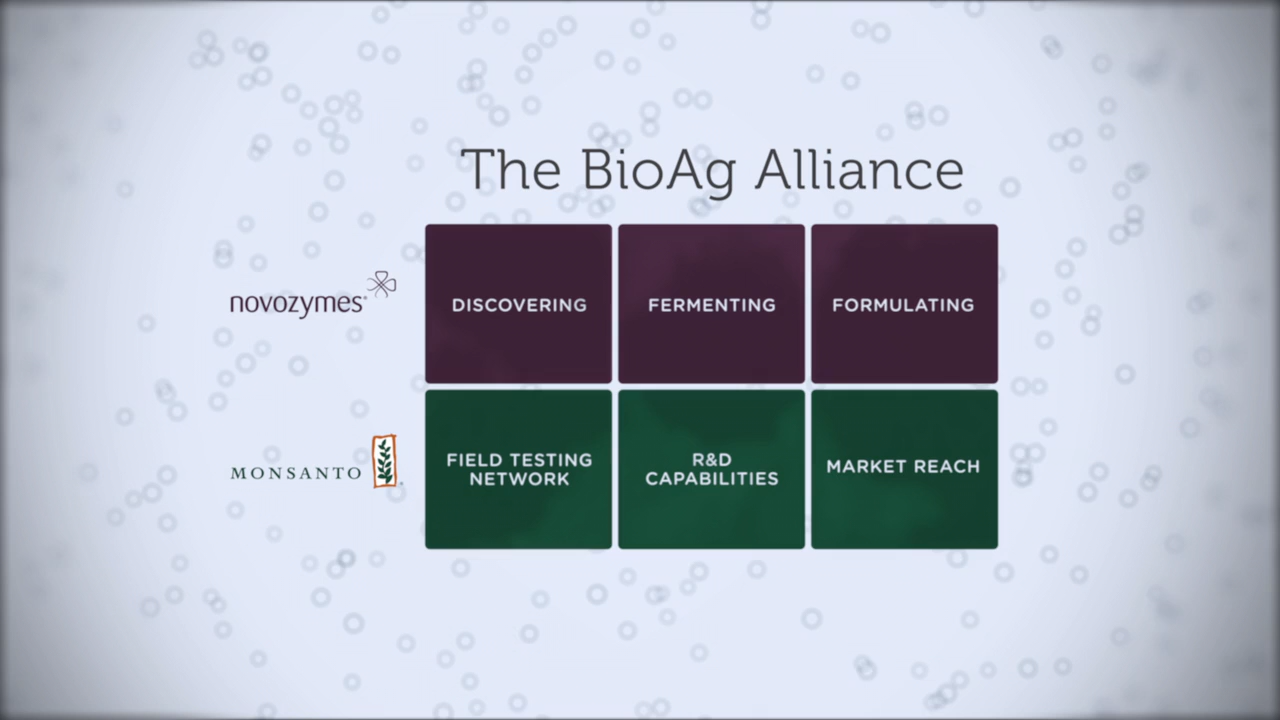 The BioAg Alliance
novozymes
DISCOVERING
FERMENTING
FORMULATING
MONSANTO
FIELD TESTING
NETWORK
R&D
CAPABILITIES
MARKET REACH